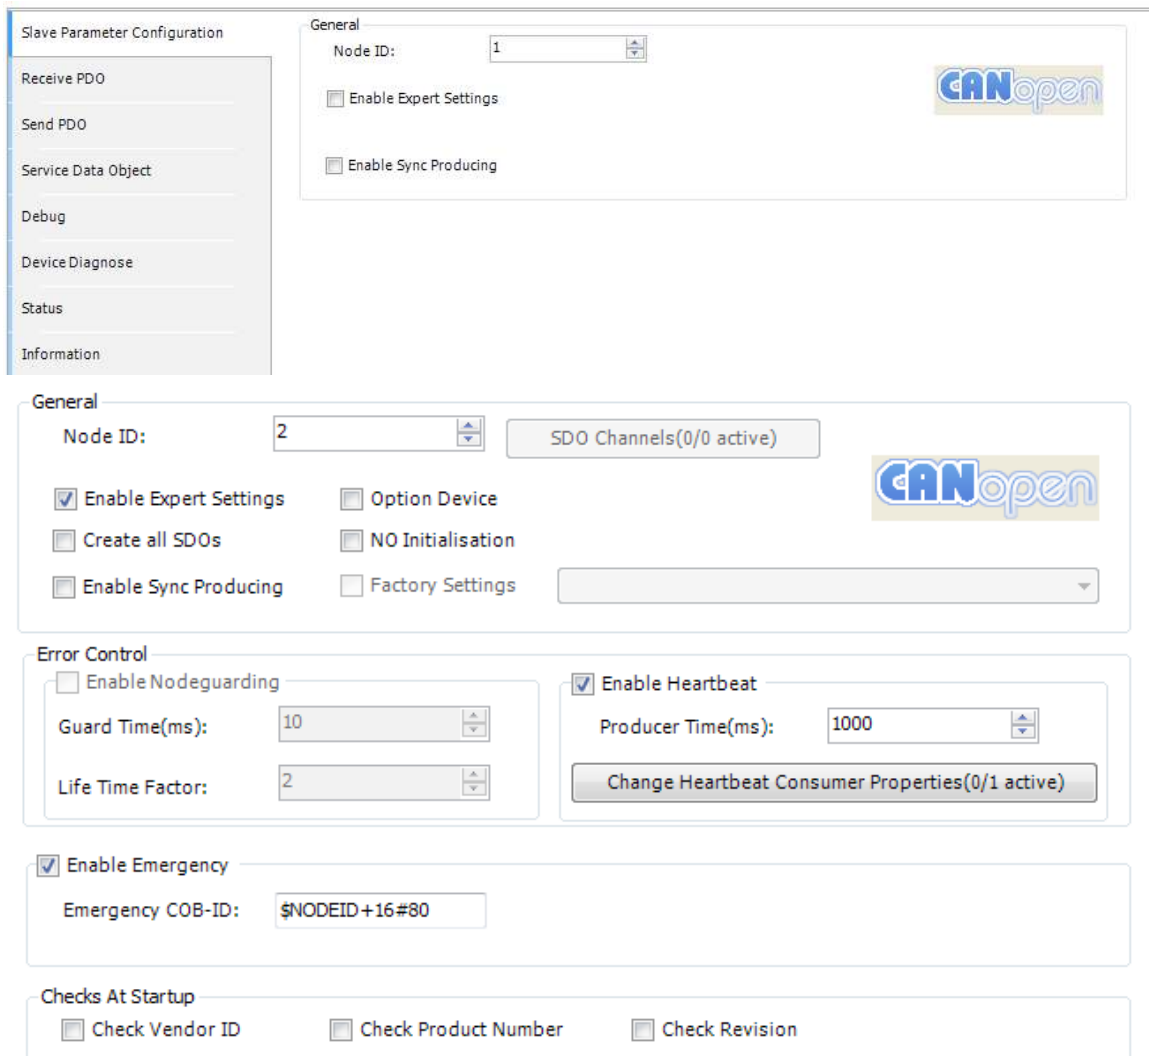 Slave Parameter Configuration
Receive PDO
Send PDO
Service Data Object
Debug
Device Diagnose
Status
Information
General
Node ID: 1
Enable Expert Settings
CANopen
Enable Sync Producing
General
Node ID: 2 SDO Channels(0/0 active)
CANopen
Enable Expert Settings Option Device
Create all SDOs NO Initialisation
Enable Sync Producing Factory Settings
Error Control
Enable Nodeguarding Enable Heartbeat
Guard Time(ms): 10 Producer Time(ms): 1000
Life Time Factor: 2 Change Heartbeat Consumer Properties(0/1 active)
Enable Emergency
Emergency COB-ID: $NODEID+16#80
Checks At Startup
Check Vendor ID Check Product Number Check Revision